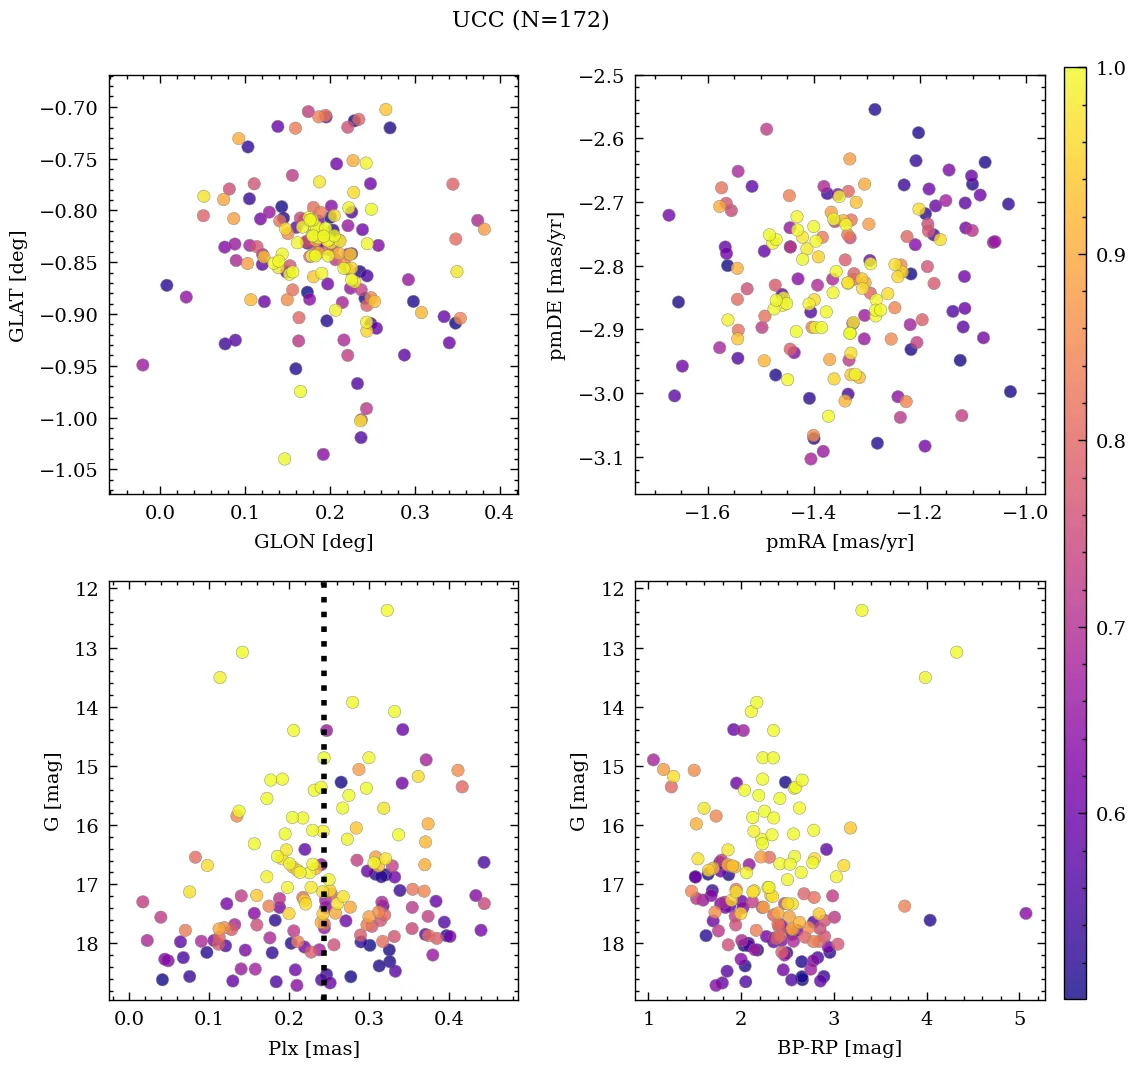 UCC (N=172)
−0.70
−0.75
−0.80
−0.85
−0.90
−0.95
−1.00
−1.05
GLAT [deg]
0.0 0.1 0.2 0.3 0.4
GLON [deg]
−2.5
−2.6
−2.7
−2.8
−2.9
−3.0
−3.1
pmDE [mas/yr]
−1.6 −1.4 −1.2 −1.0
pmRA [mas/yr]
1.0
0.9
0.8
0.7
0.6
12
13
14
15
16
17
18
G [mag]
0.0 0.1 0.2 0.3 0.4
Plx [mas]
12
13
14
15
16
17
18
G [mag]
1 2 3 4 5
BP-RP [mag]